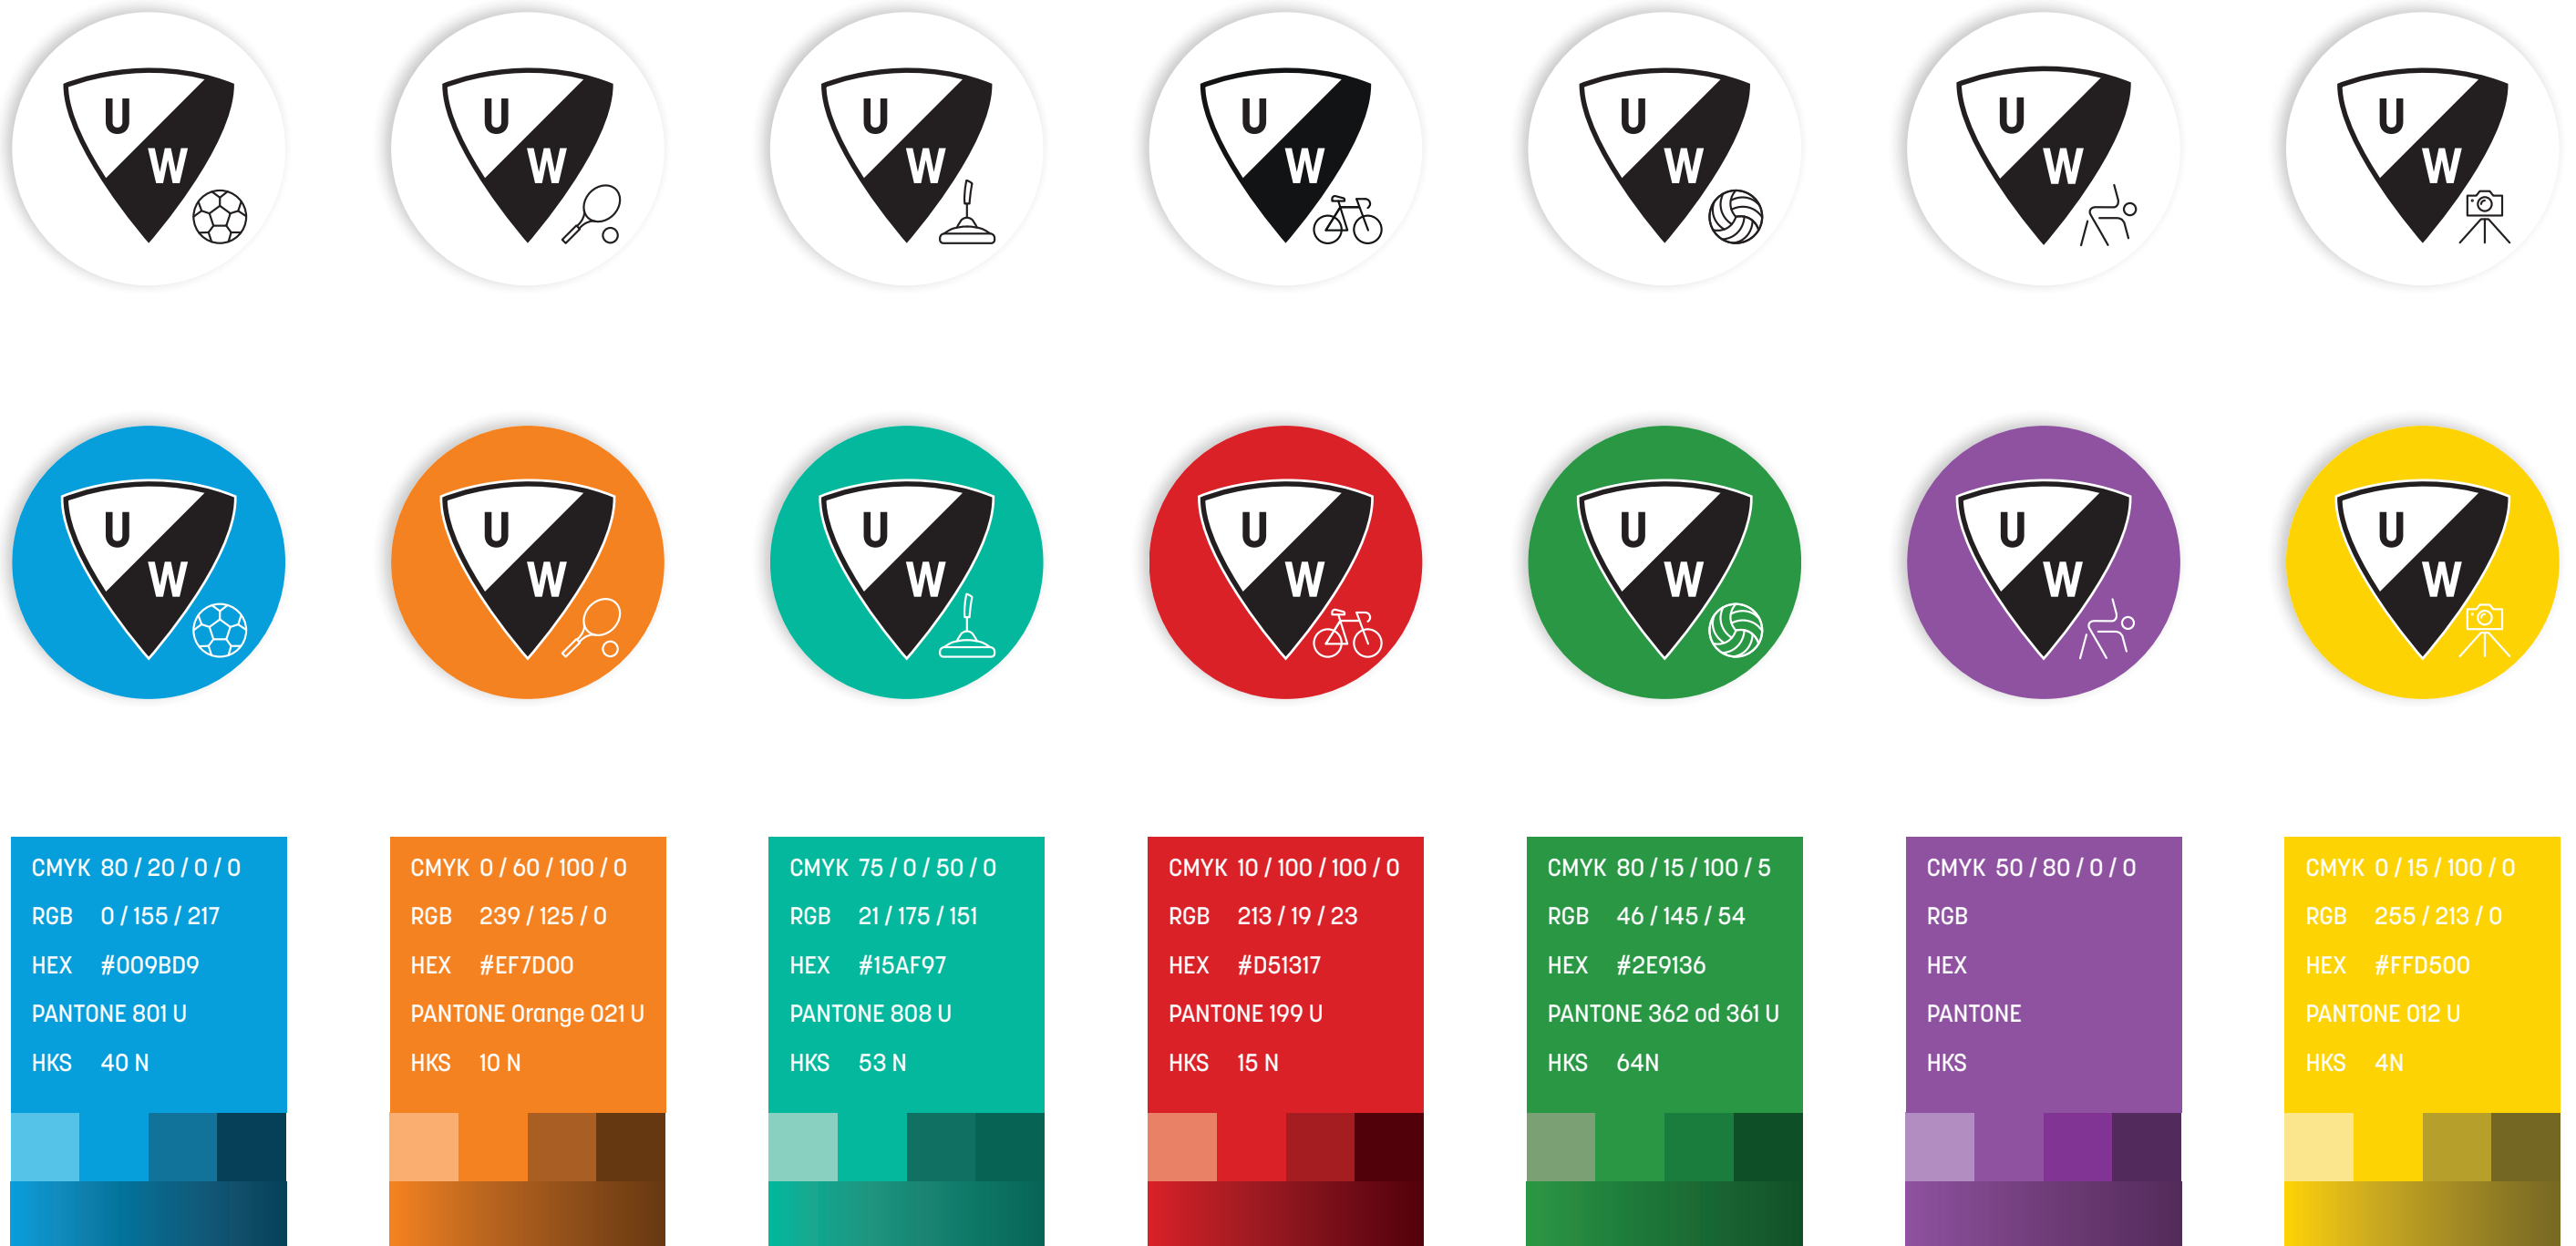 U
W
U
W
U
W
U
W
U
W
U
W
U
W
U
W
U
W
U
W
U
W
U
W
U
W
U
W
CMYK 80 / 20 / 0 / 0
RGB 0 / 155 / 217
HEX #009BD9
PANTONE 801 U
HKS 40 N
CMYK 0 / 60 / 100 / 0
RGB 239 / 125 / 0
HEX #EF7D00
PANTONE Orange 021 U
HKS 10 N
CMYK 75 / 0 / 50 / 0
RGB 21 / 175 / 151
HEX #15AF97
PANTONE 808 U
HKS 53 N
CMYK 10 / 100 / 100 / 0
RGB 213 / 19 / 23
HEX #D51317
PANTONE 199 U
HKS 15 N
CMYK 80 / 15 / 100 / 5
RGB 46 / 145 / 54
HEX #2E9136
PANTONE 362 od 361 U
HKS 64N
CMYK 50 / 80 / 0 / 0
RGB
HEX
PANTONE
HKS
CMYK 0 / 15 / 100 / 0
RGB 255 / 213 / 0
HEX #FFD500
PANTONE 012 U
HKS 4N